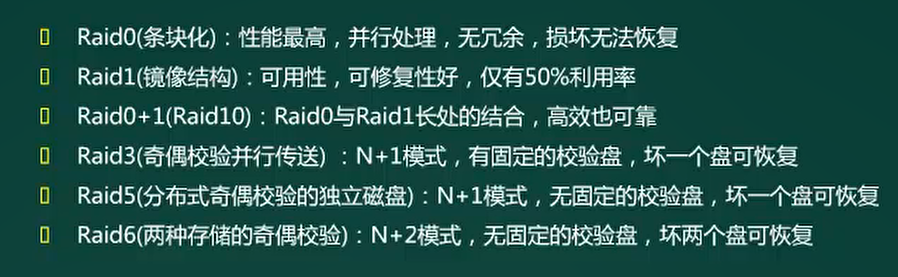 Raid0(条块化)：性能最高，并行处理，无冗余，损坏无法恢复
Raid1(镜像结构)：可用性，可修复性好，仅有50%利用率
Raid0+1(Raid10)：Raid0与Raid1长处的结合，高效也可靠
Raid3(奇偶校验并行传送) ：N+1模式，有固定的校验盘，坏一个盘可恢复
Raid5(分布式奇偶校验的独立磁盘)：N+1模式，无固定的校验盘，坏一个盘可恢复
Raid6(两种存储的奇偶校验)：N+2模式，无固定的校验盘，坏两个盘可恢复